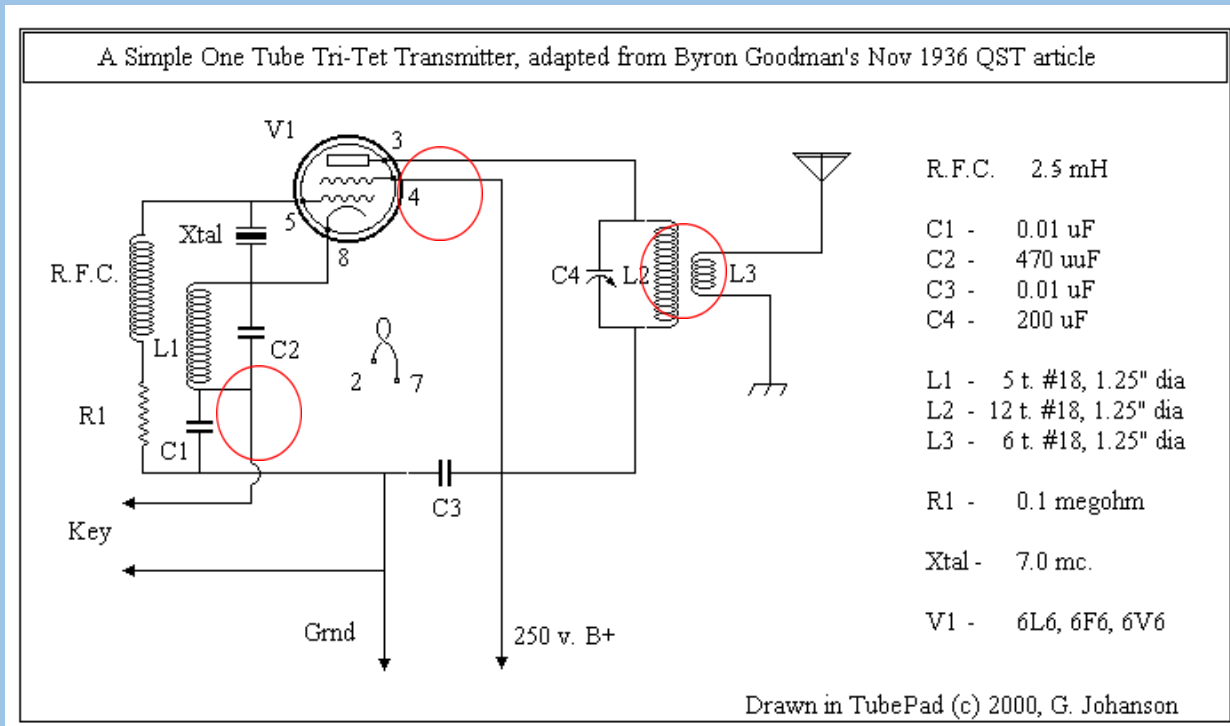 A Simple One Tube Tri-Tet Transmitter, adapted from Byron Goodman's Nov 1936 QST article
V1
3
4
5
8
Xtal
R.F.C.
L1
C2
2
7
R1
C1
C3
C4
L2
L3
Key
Grnd
250 v. B+
R.F.C. 2.5 mH
C1 - 0.01 uF
C2 - 470 uuF
C3 - 0.01 uF
C4 - 200 uF
L1 - 5 t. #18, 1.25" dia
L2 - 12 t. #18, 1.25" dia
L3 - 6 t. #18, 1.25" dia
R1 - 0.1 megohm
Xtal - 7.0 mc.
V1 - 6L6, 6F6, 6V6
Drawn in TubePad (c) 2000, G. Johanson